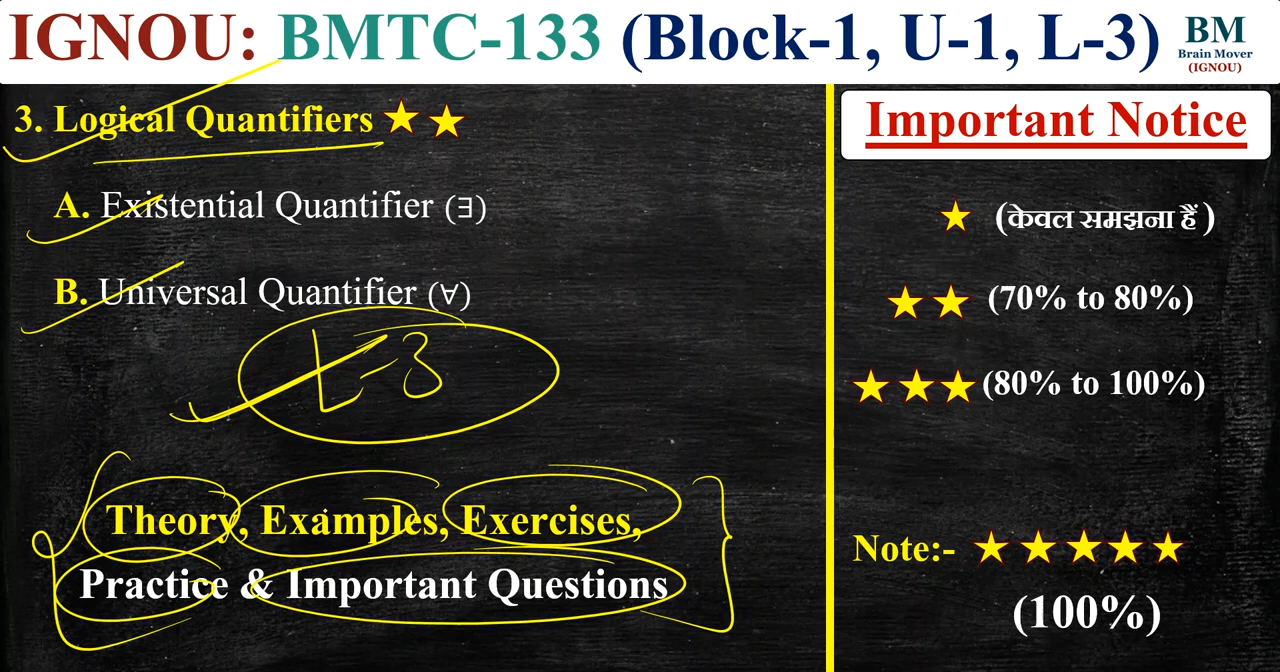 IGNOU: BMTC-133 (Block-1, U-1, L-3)
BM
Brain Mover
(IGNOU)
3. Logical Quantifiers
A. Existential Quantifier (∃)
B. Universal Quantifier (∀)
L-3
Theory, Examples, Exercises,
Practice & Important Questions
Important Notice
(केवल समझना हैं)
(70% to 80%)
(80% to 100%)
Note:-
(100%)